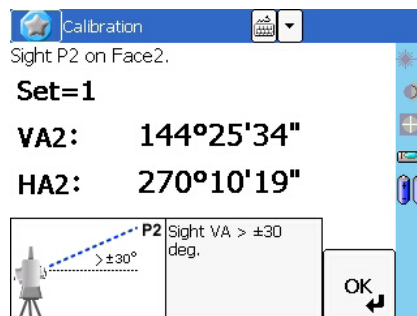 Calibration
Sight P2 on Face2.
Set=1
VA2: 144°25'34"
HA2: 270°10'19"
P2
>±30°
Sight VA > ±30
deg.
OK